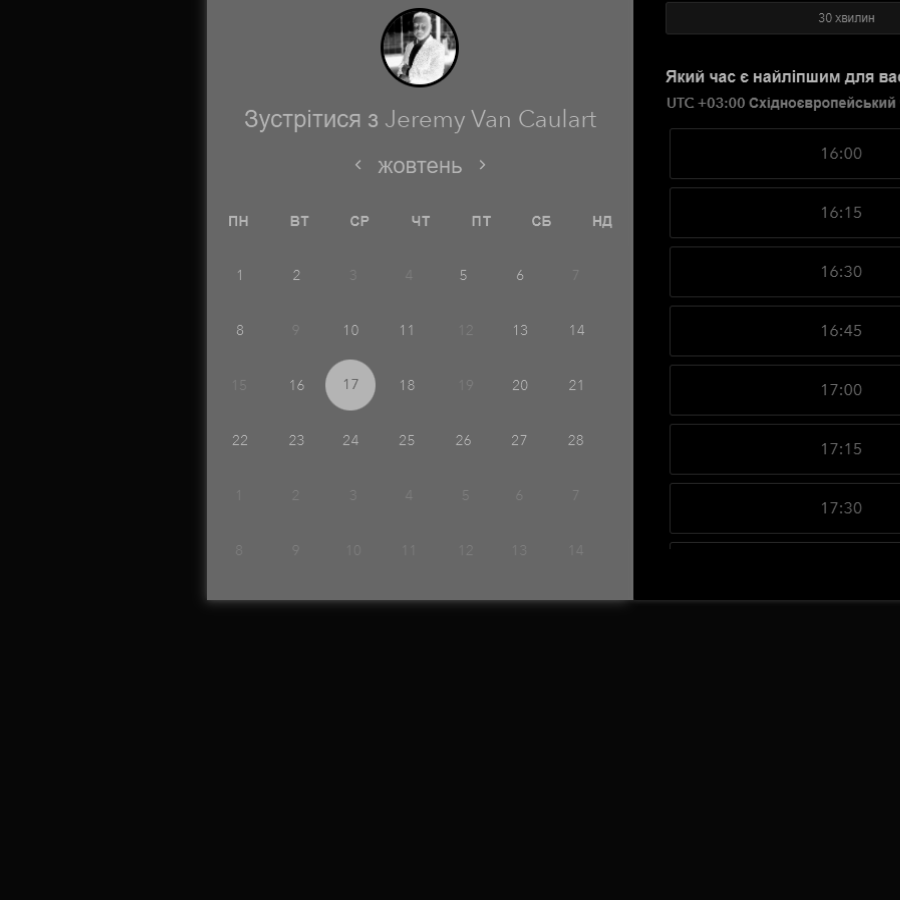 Зустрітися з Jeremy Van Caulart
жовтень
ПН ВТ СР ЧТ ПТ СБ НД
1 2 3 4 5 6 7
8 9 10 11 12 13 14
15 16 17 18 19 20 21
22 23 24 25 26 27 28
1 2 3 4 5 6 7
8 9 10 11 12 13 14
30 хвилин
Який час є найліпшим для
UTC +03:00 Східноєвропейський
16:00
16:15
16:30
16:45
17:00
17:15
17:30